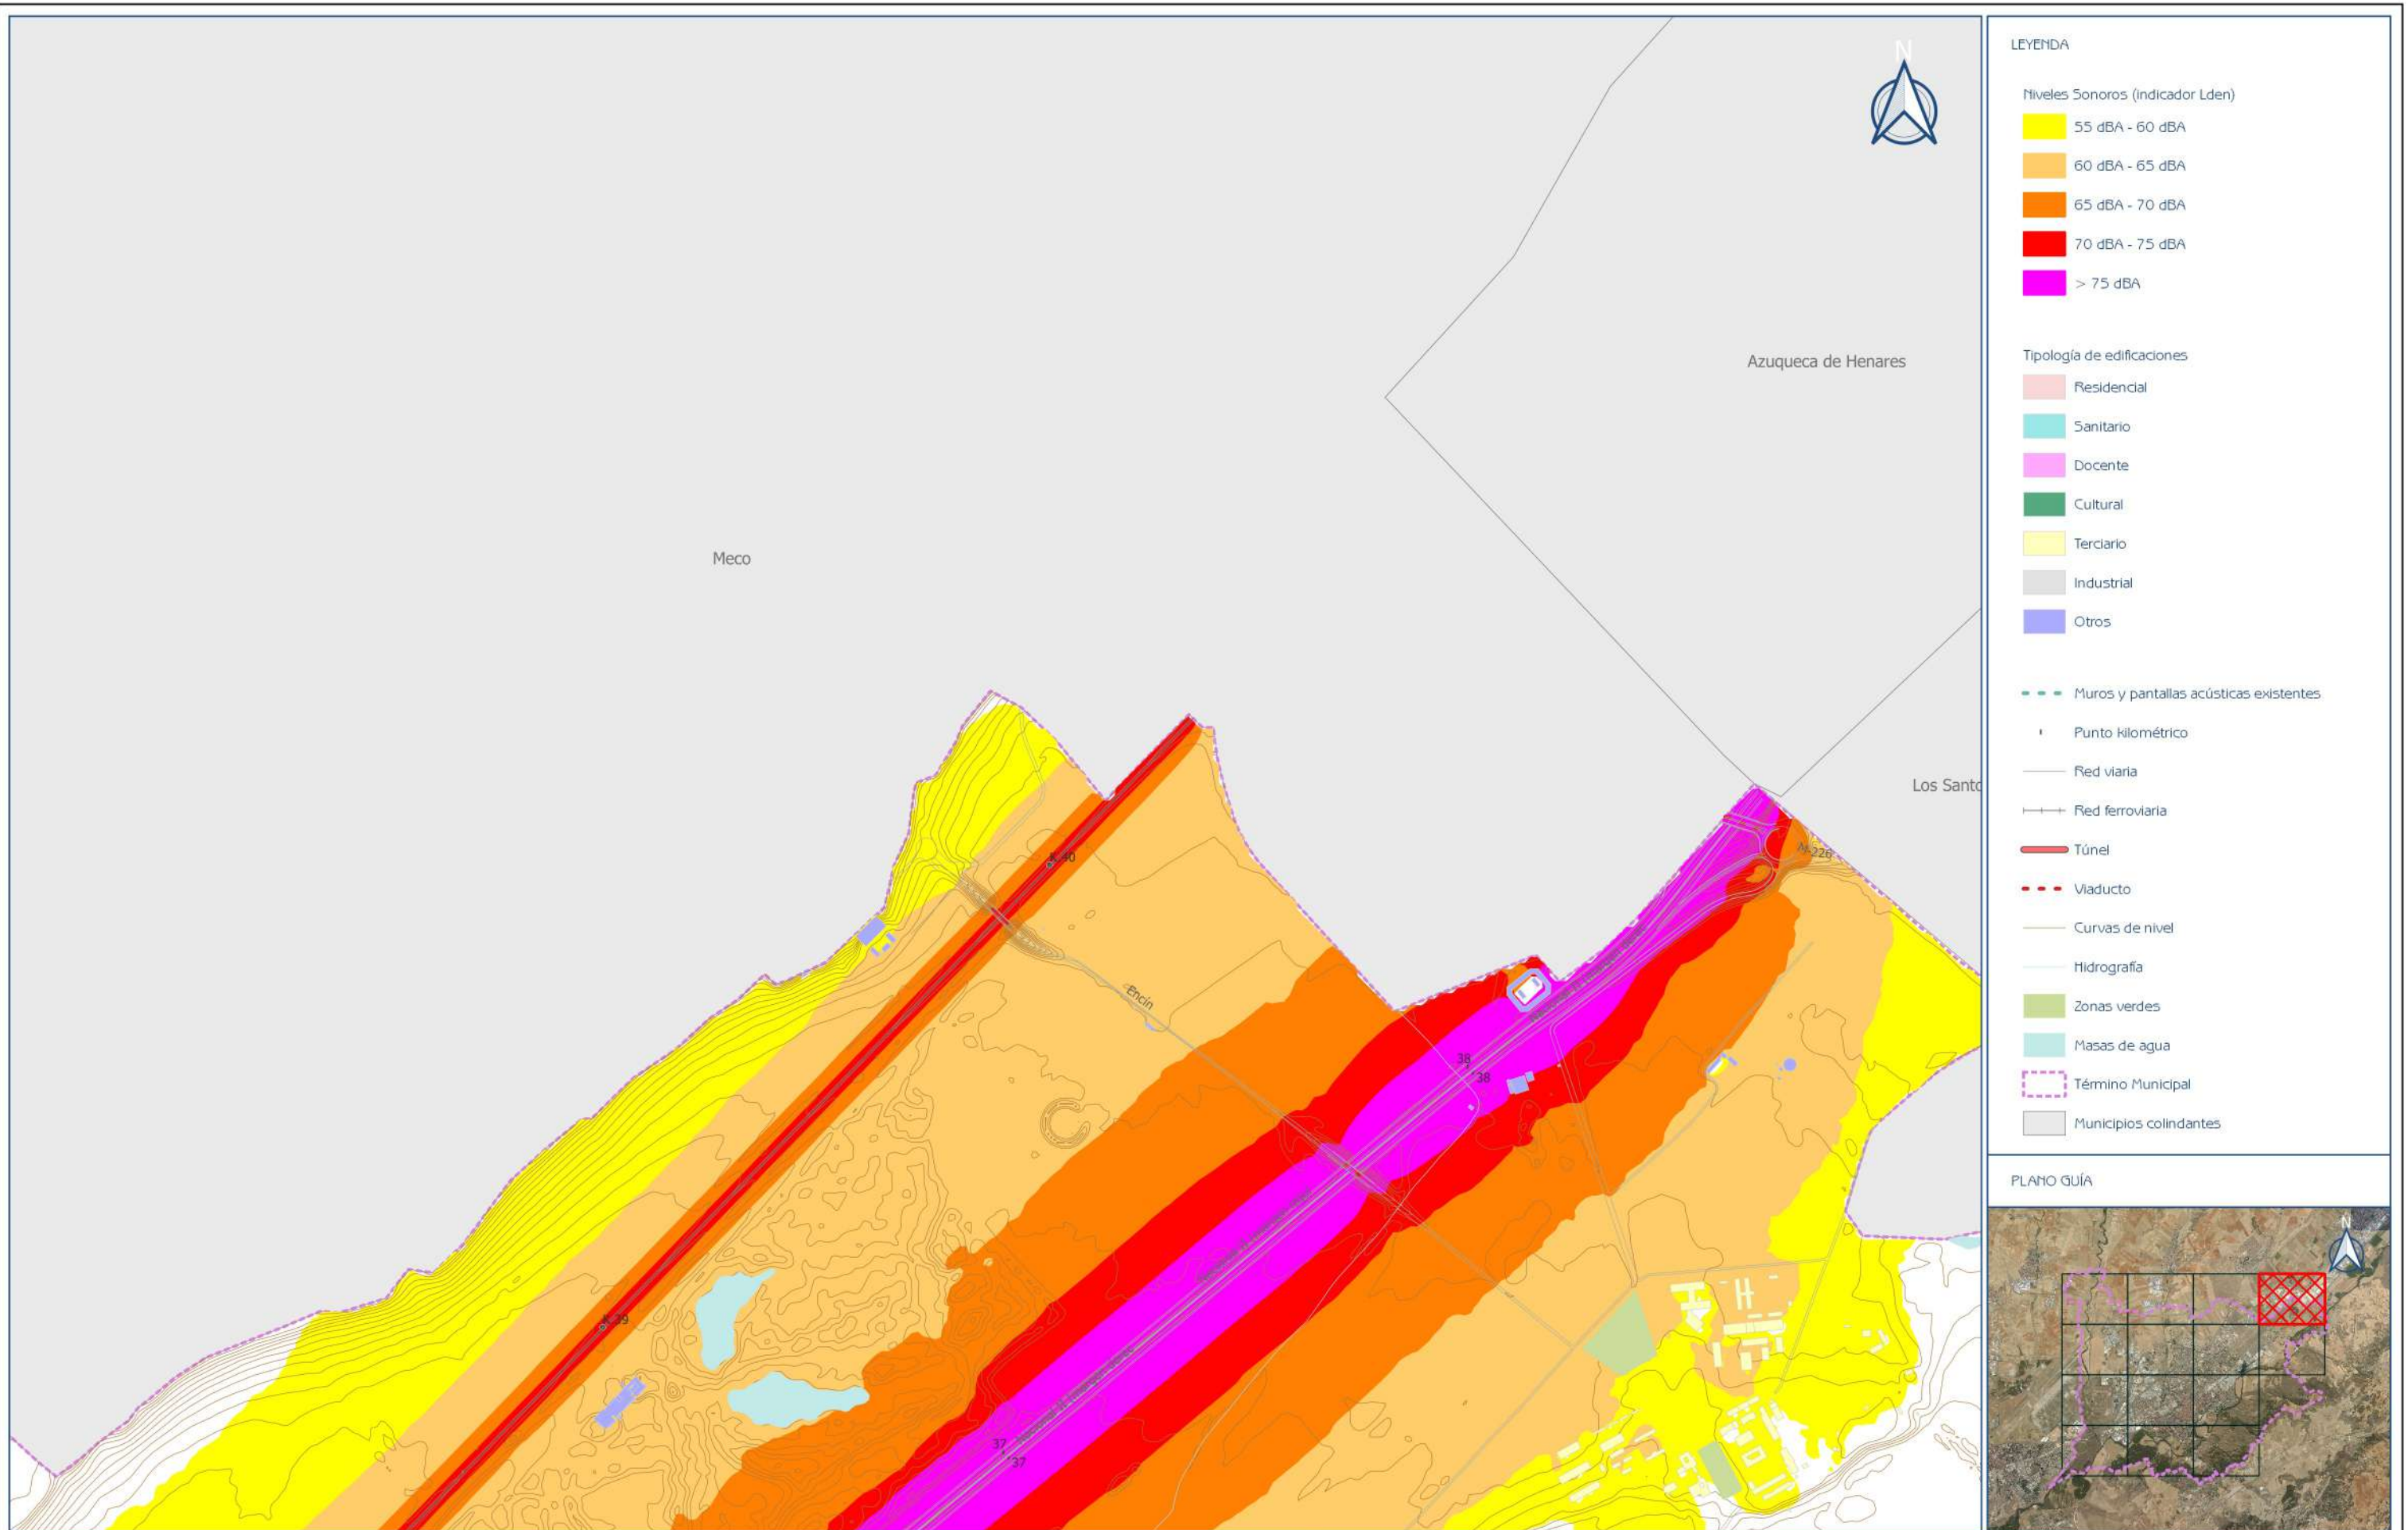 N
Azuqueca de Henares
Meco
Los Santo
M-226
K.40
Encín
38
38
K.39
37
37
LEYENDA
Niveles Sonoros (indicador Lden)
55 dBA - 60 dBA
60 dBA - 65 dBA
65 dBA - 70 dBA
70 dBA - 75 dBA
> 75 dBA
Tipología de edificaciones
Residencial
Sanitario
Docente
Cultural
Terciario
Industrial
Otros
Muros y pantallas acústicas existentes
Punto kilométrico
Red viaria
Red ferroviaria
Túnel
Viaducto
Curvas de nivel
Hidrografía
Zonas verdes
Masas de agua
Término Municipal
Municipios colindantes
PLANO GUÍA
N